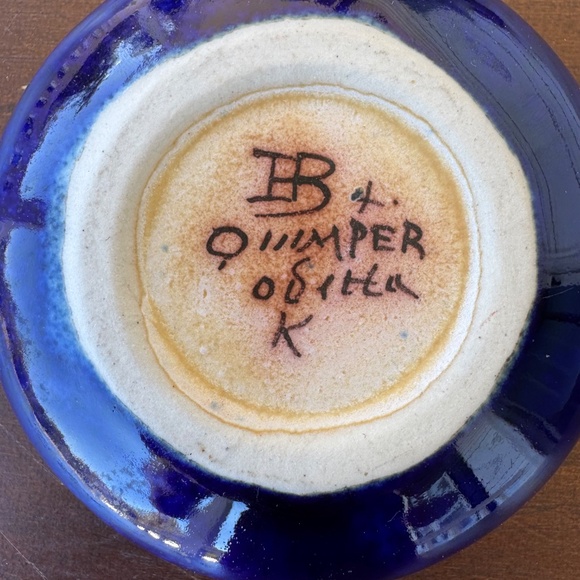 HB x.
QUIMPER
Odetta
K